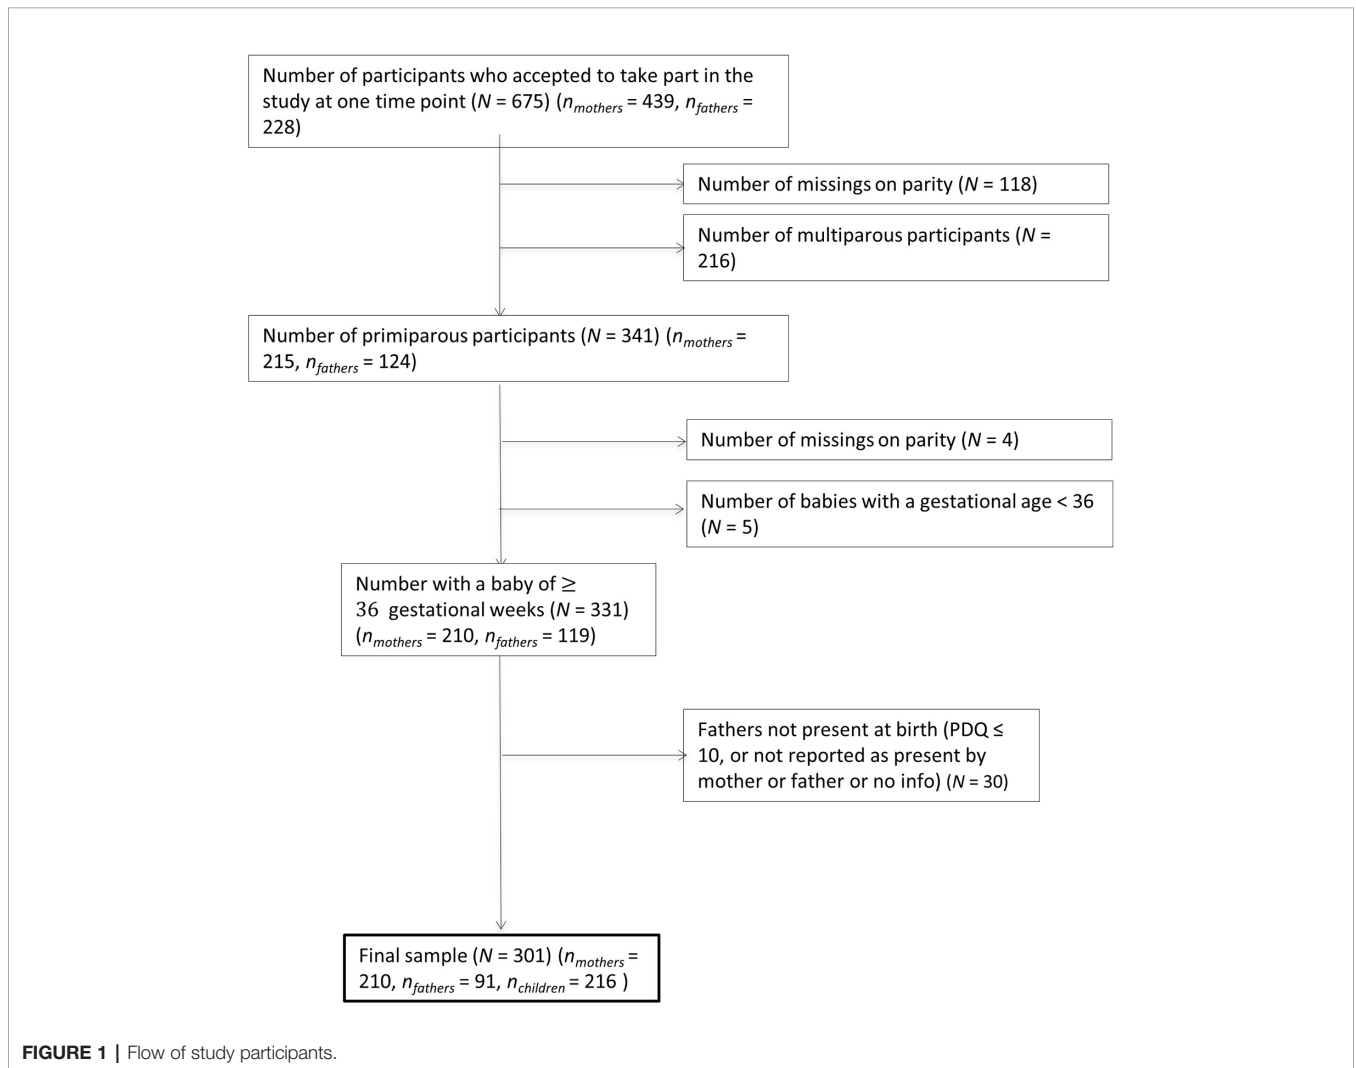 Number of participants who accepted to take part in the
study at one time point (N = 675) (nmothers = 439, nfathers =
228)
Number of missings on parity (N = 118)
Number of multiparous participants (N =
216)
Number of primiparous participants (N = 341) (nmothers =
215, nfathers = 124)
Number of missings on parity (N = 4)
Number of babies with a gestational age < 36
(N = 5)
Number with a baby of ≥
36 gestational weeks (N = 331)
(nmothers = 210, nfathers = 119)
Fathers not present at birth (PDQ ≤
10, or not reported as present by
mother or father or no info) (N = 30)
Final sample (N = 301) (nmothers =
210, nfathers = 91, nchildren = 216 )
FIGURE 1 | Flow of study participants.